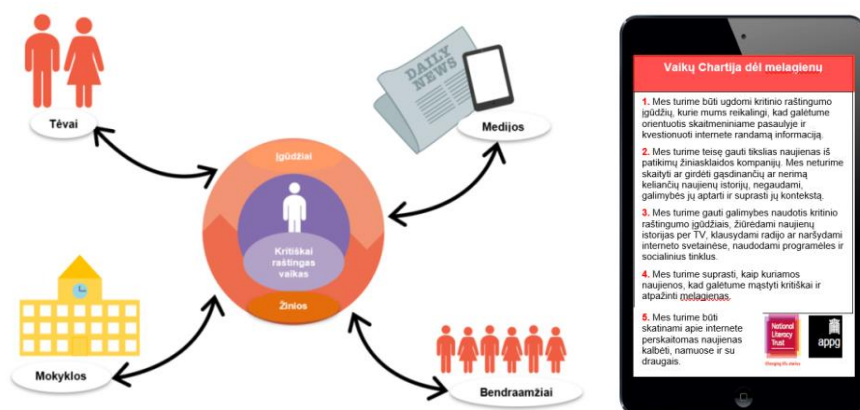 Tėvai
DAILY
NEWS
Medijos
Įgūdžiai
Kritiškai
raštingas
vaikas
Žinios
Mokyklos
Bendraamžiai
Vaikų Chartija dėl melagienų
1. Mes turime būti ugdomi kritinio raštingumo
įgūdžių, kurie mums reikalingi, kad galėtume
orientuotis skaitmeniniame pasaulyje ir
kvestionuoti internete randamą informaciją.
2. Mes turime teisę gauti tikslias naujienas iš
patikimų žiniasklaidos kompanijų. Mes neturime
skaityti ar girdėti gąsdinančių ar nerimą
keliančių naujienų istorijų, negaudami,
galimybės jų aptarti ir suprasti jų kontekstą.
3. Mes turime gauti galimybes naudotis kritinio
raštingumo įgūdžiais, žiūrėdami naujienų
istorijas per TV, klausydami radijo ar naršydami
interneto svetainėse, naudodami programėles ir
socialinius tinklus.
4. Mes turime suprasti, kaip kuriamos
naujienos, kad galėtume mąstyti kritiškai ir
atpažinti melagienas.
5. Mes turime būti
skatinami apie internete
perskaitomas naujienas
kalbėti, namuose ir su
draugais.
National
Literacy
Trust
appg